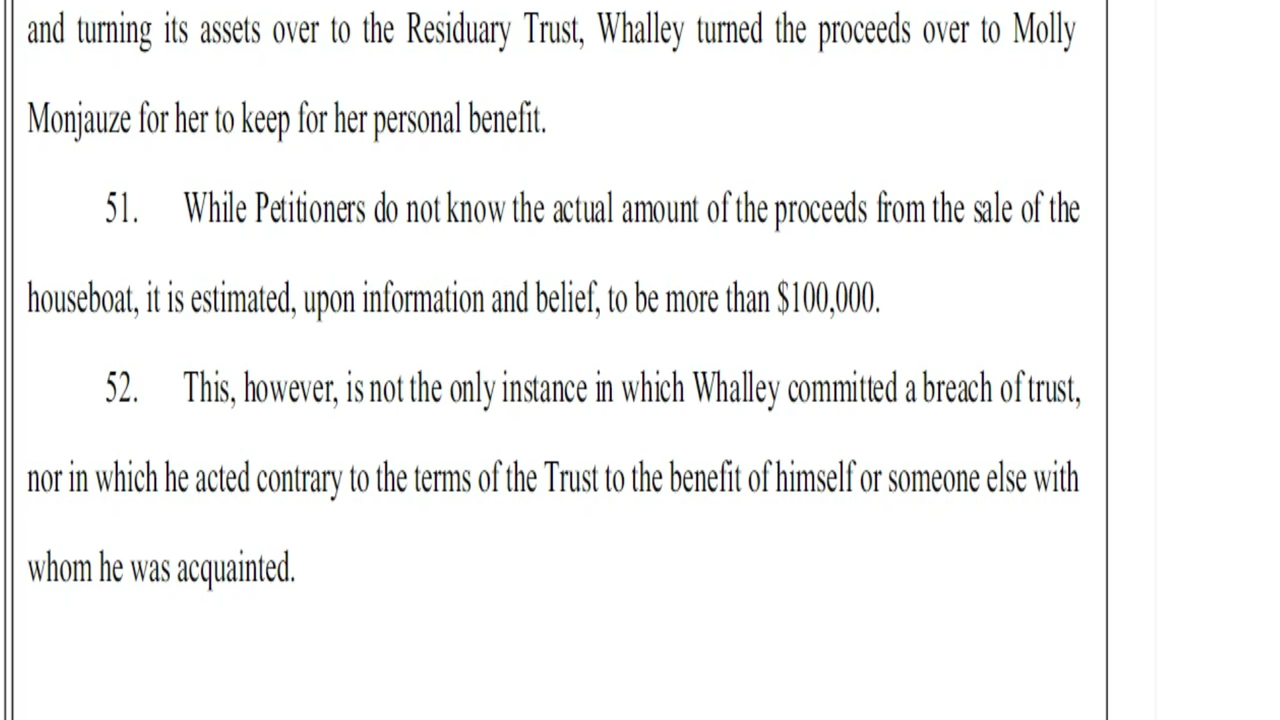 and turning its assets over to the Residuary Trust, Whalley turned the proceeds over to Molly
Monjauze for her to keep for her personal benefit.
51. While Petitioners do not know the actual amount of the proceeds from the sale of the
houseboat, it is estimated, upon information and belief, to be more than $100,000.
52. This, however, is not the only instance in which Whalley committed a breach of trust,
nor in which he acted contrary to the terms of the Trust to the benefit of himself or someone else with
whom he was acquainted.